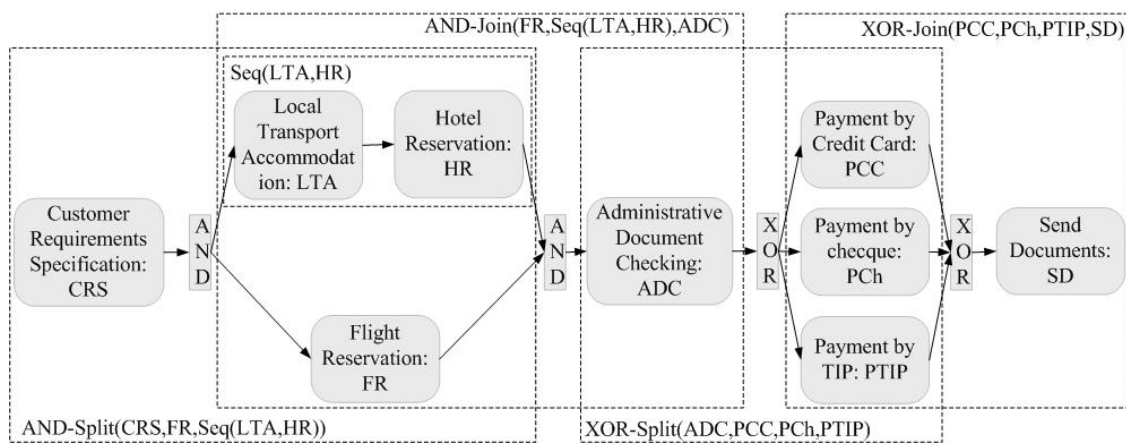 AND-Join(FR,Seq(LTA,HR),ADC)
XOR-Join(PCC,PCh,PTIP,SD)
Seq(LTA,HR)
Local
Transport
Accommodat
ion: LTA
Hotel
Reservation:
HR
Payment by
Credit Card:
PCC
Customer
Requirements
Specification:
CRS
A
N
D
A
N
D
Administrative
Document
Checking:
ADC
X
O
R
Payment by
checque:
PCh
X
O
R
Send
Documents:
SD
Flight
Reservation:
FR
Payment by
TIP: PTIP
AND-Split(CRS,FR,Seq(LTA,HR))
XOR-Split(ADC,PCC,PCh,PTIP)